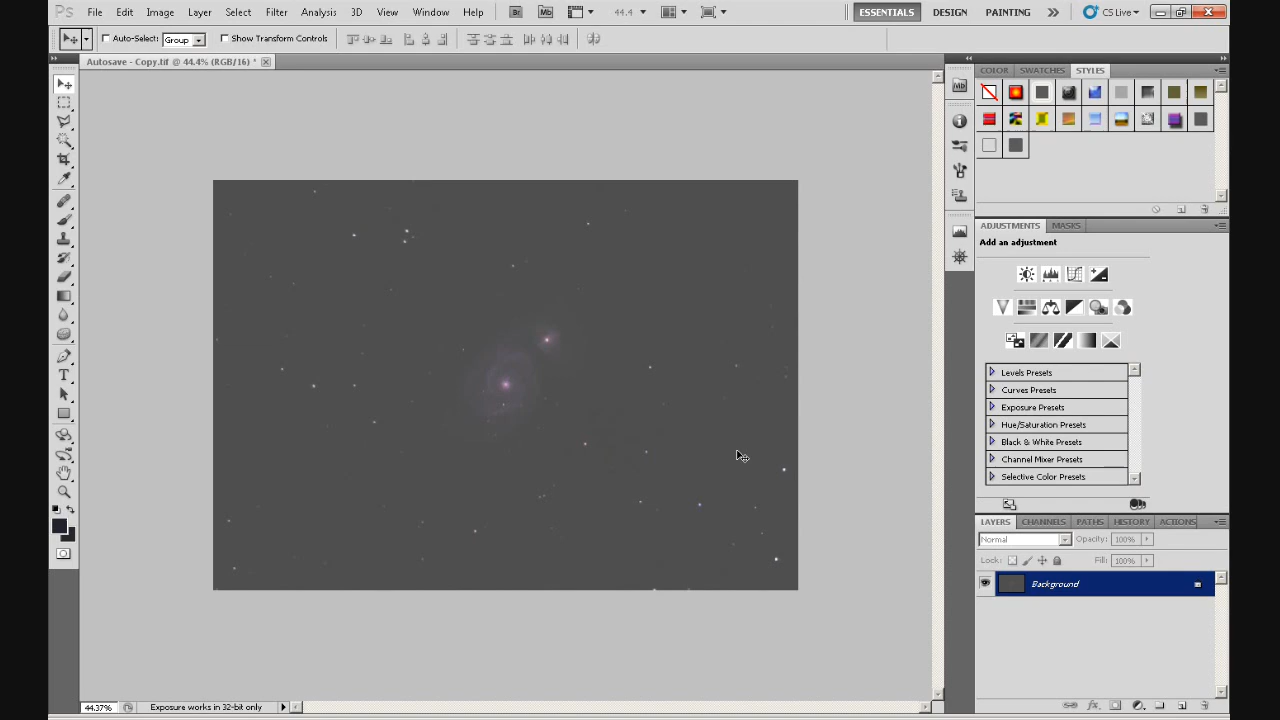 Ps File Edit Image Layer Select Filter Analysis 3D View Window Help Br Mb 44.4 ESSENTIALS DESIGN PAINTING CS Live
Auto-Select: Group Show Transform Controls
Autosave - Copy.tif @ 44.4% (RGB/16) *
COLOR SWATCHES STYLES
ADJUSTMENTS MASKS
Add an adjustment
Levels Presets
Curves Presets
Exposure Presets
Hue/Saturation Presets
Black & White Presets
Channel Mixer Presets
Selective Color Presets
LAYERS CHANNELS PATHS HISTORY ACTIONS
Normal Opacity: 100%
Lock: Fill: 100%
Background
44.37% Exposure works in 32-bit only